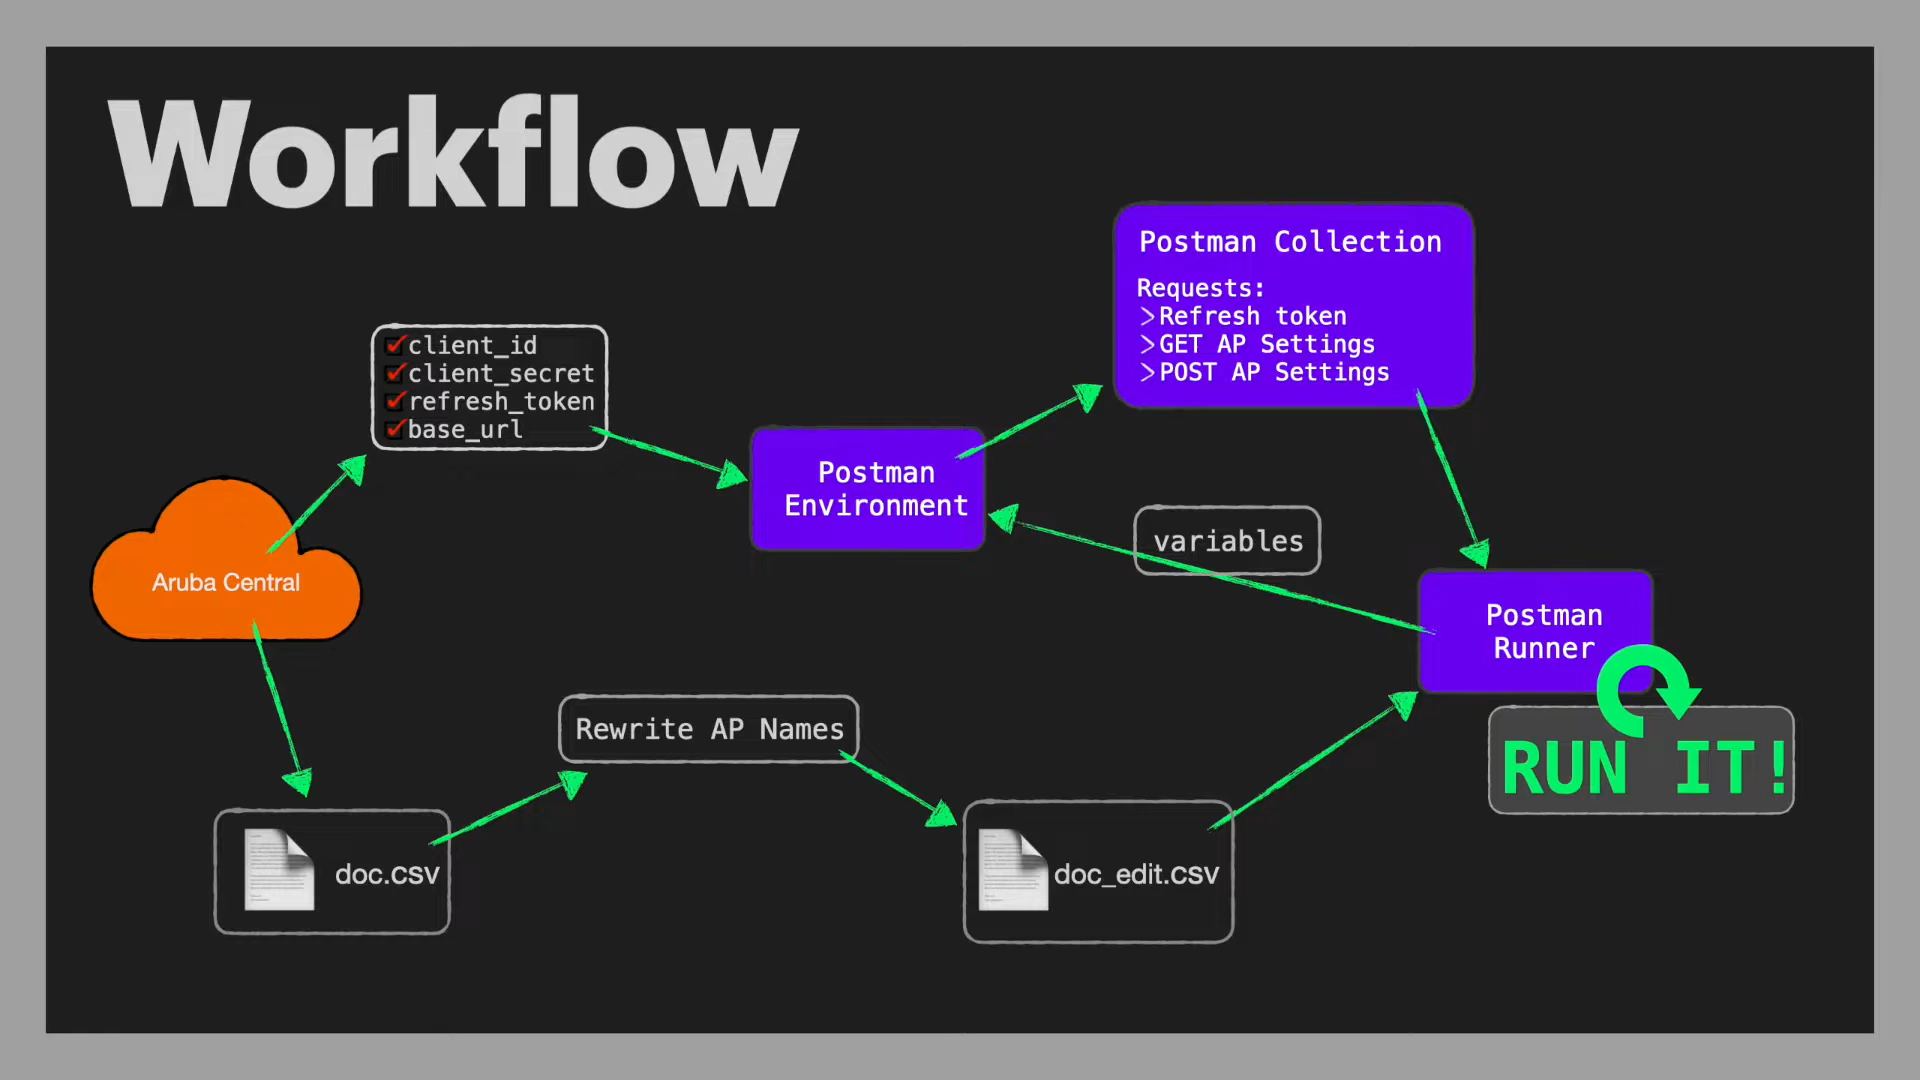 Workflow
Postman Collection
Requests:
>Refresh token
>GET AP Settings
>POST AP Settings
client_id
client_secret
refresh_token
base_url
Postman
Environment
variables
Aruba Central
Postman
Runner
Rewrite AP Names
RUN IT!
doc.csv
doc_edit.csv